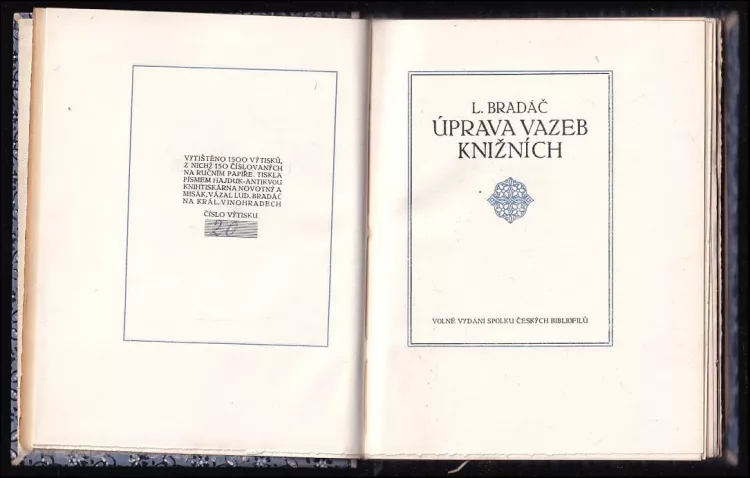 VYTIŠTĚNO 1500 VÝTISKŮ,
Z NICHŽ 150 ČÍSLOVANÝCH
NA RUČNÍM PAPÍŘE. TISKLA
PÍSMEM HAJDUK-ANTIKVOU
KNIHTISKÁRNA NOVOTNÝ A
MISÁK, VÁZAL LUD. BRADÁČ
NA KRÁL. VINOHRADECH
ČÍSLO VÝTISKU
20
L. BRADÁČ
ÚPRAVA VAZEB
KNIŽNÍCH
VOLNÉ VYDÁNÍ SPOLKU ČESKÝCH BIBLIOFILŮ